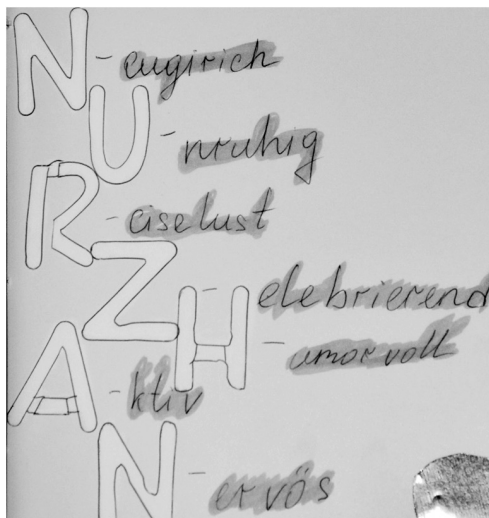 N - eugirich
U - nruhig
R - eiselust
Z - elebrierend
H - umorvoll
A - ktiv
N - ervös